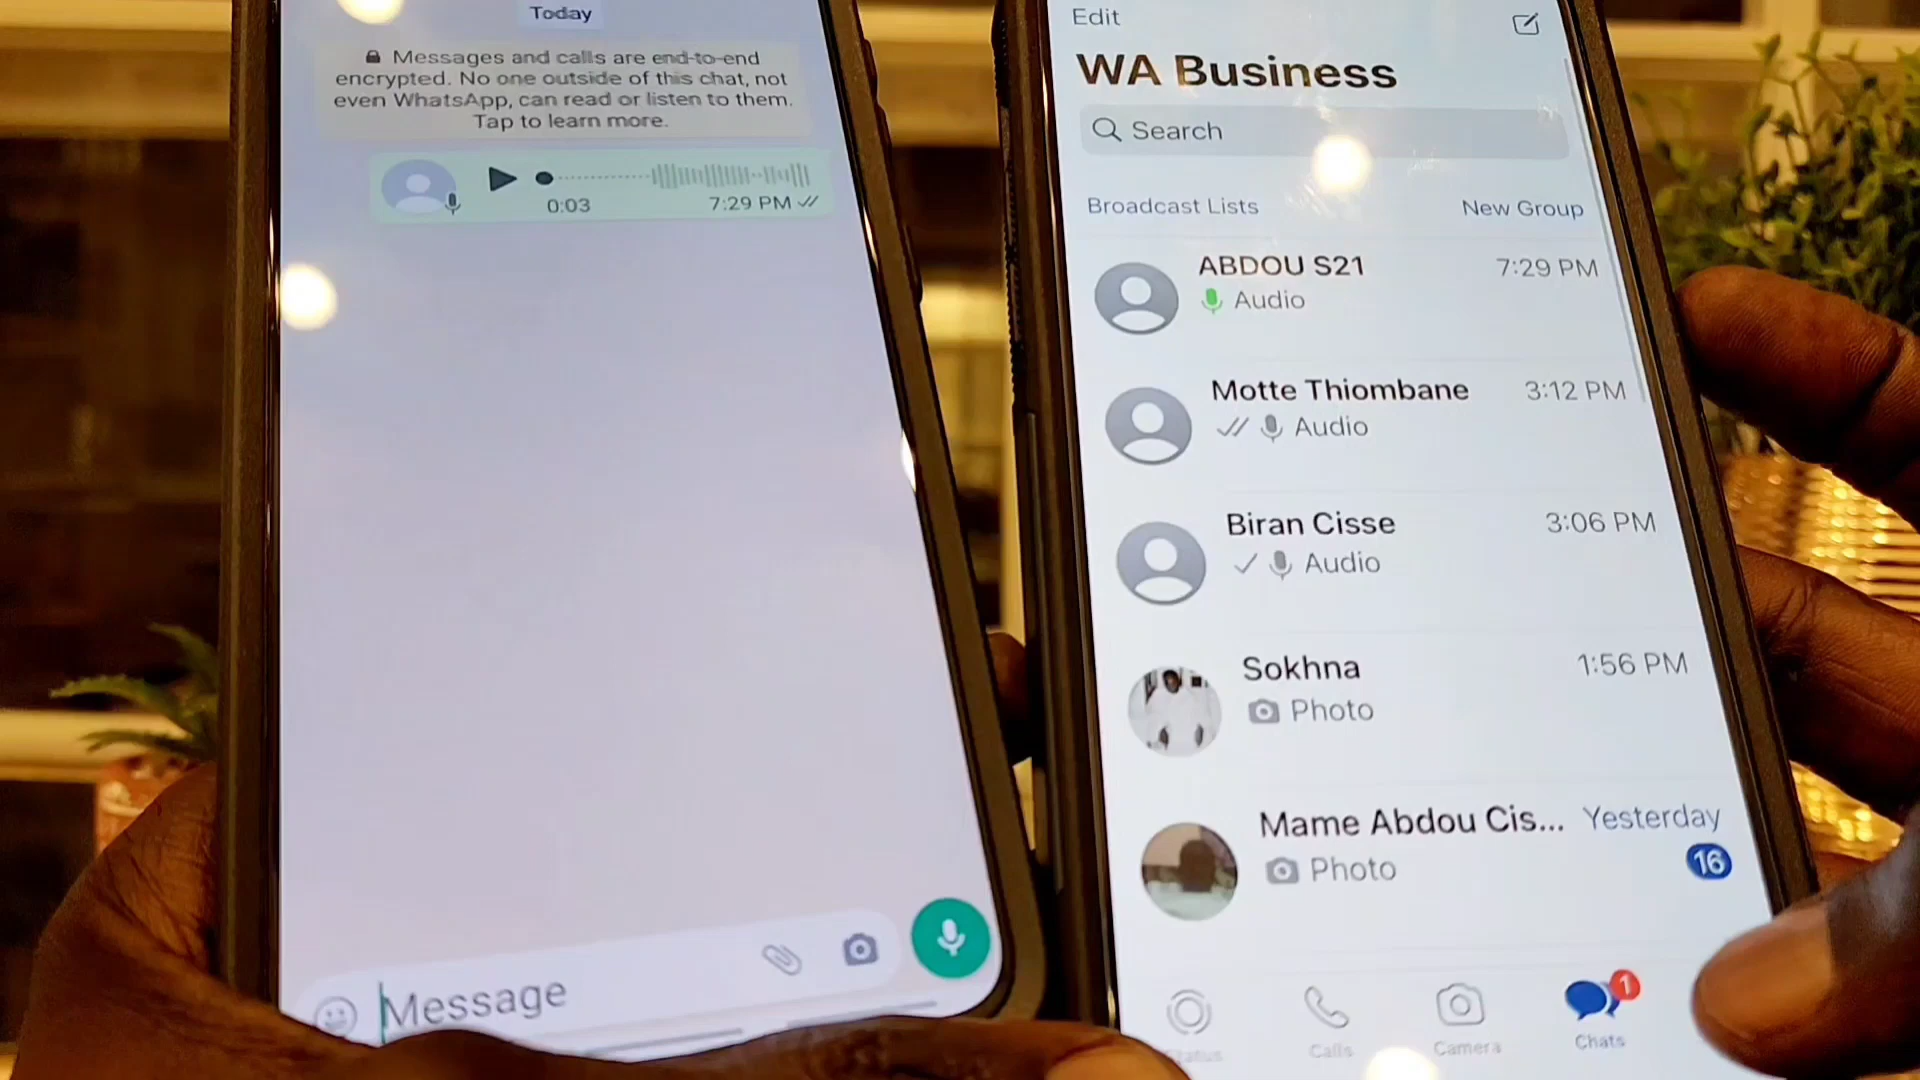 Today
Messages and calls are end-to-end
encrypted. No one outside of this chat, not
even WhatsApp, can read or listen to them.
Tap to learn more.
0:03
7:29 PM
Message
Edit
WA Business
Search
Broadcast Lists
New Group
ABDOU S21
7:29 PM
Audio
Motte Thiombane
3:12 PM
Audio
Biran Cisse
3:06 PM
Audio
Sokhna
1:56 PM
Photo
Mame Abdou Cis...
Yesterday
Photo
16
1
Status
Calls
Camera
Chats